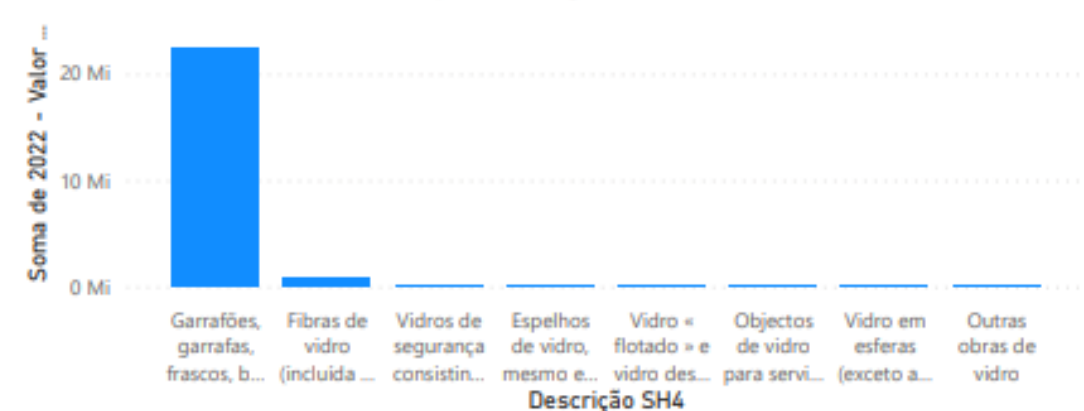 Soma de 2022 - Valor ...
20 Mi
10 Mi
0 Mi
Garrafões,
garrafas,
frascos, b...
Fibras de
vidro
(incluída ...
Vidros de
segurança
consistin...
Espelhos
de vidro,
mesmo e...
Vidro «
flotado » e
vidro des...
Objectos
de vidro
para servi...
Vidro em
esferas
(exceto a...
Outras
obras de
vidro
Descrição SH4